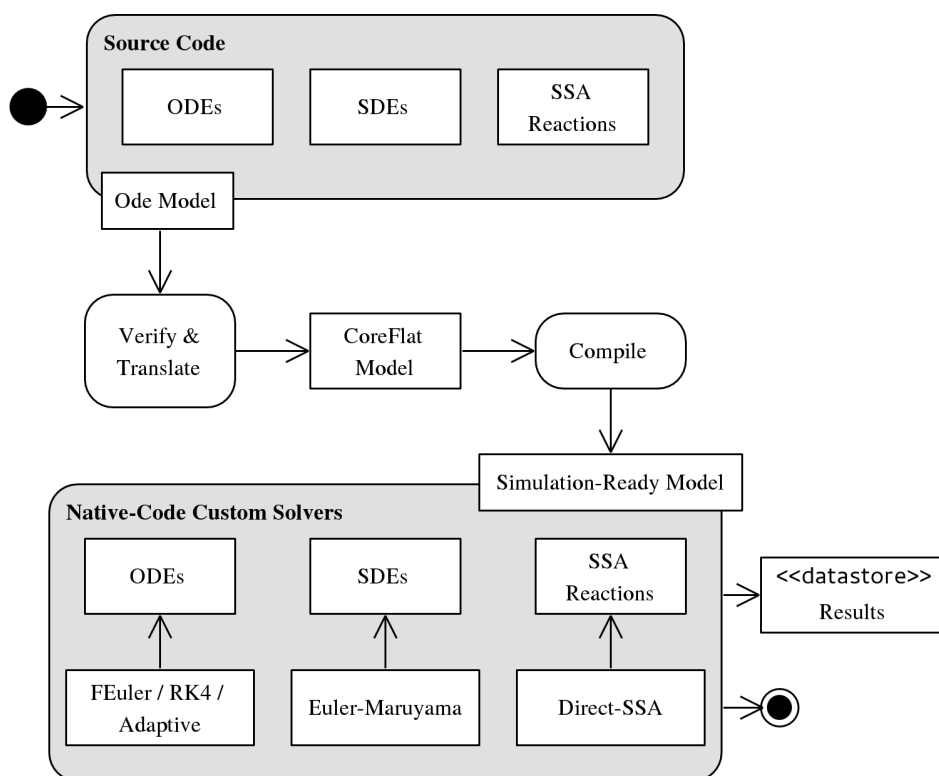 Source Code
ODEs
SDEs
SSA
Reactions
Ode Model
Verify &
Translate
CoreFlat
Model
Compile
Simulation-Ready Model
Native-Code Custom Solvers
ODEs
SDEs
SSA
Reactions
<<datastore>>
Results
FEuler / RK4 /
Adaptive
Euler-Maruyama
Direct-SSA